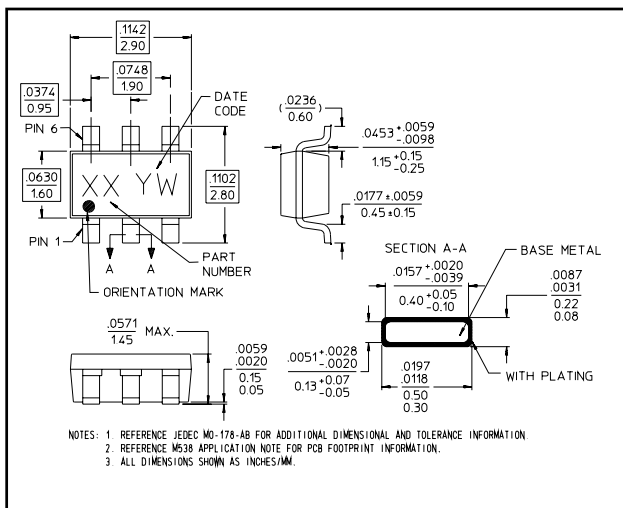 .1142
2.90
.0748
1.90
.0374
0.95
PIN 6
DATE
CODE
.0630
1.60
XX YW
.1102
2.80
PIN 1
A A
PART
NUMBER
ORIENTATION MARK
(.0236
0.60)
.0453 +.0059
-.0098
1.15 +0.15
-0.25
.0177 ±.0059
0.45 ±0.15
SECTION A-A
BASE METAL
.0157 +.0020
-.0039
0.40 +0.05
-0.10
.0087
.0031
0.22
0.08
.0571
1.45 MAX.
.0059
.0020
0.15
0.05
.0051 +.0028
-.0020
0.13 +0.07
-0.05
.0197
.0118
0.50
0.30
WITH PLATING
NOTES: 1. REFERENCE JEDEC MO-178-AB FOR ADDITIONAL DIMENSIONAL AND TOLERANCE INFORMATION.
2. REFERENCE M538 APPLICATION NOTE FOR PCB FOOTPRINT INFORMATION.
3. ALL DIMENSIONS SHOWN AS INCHES/MM.